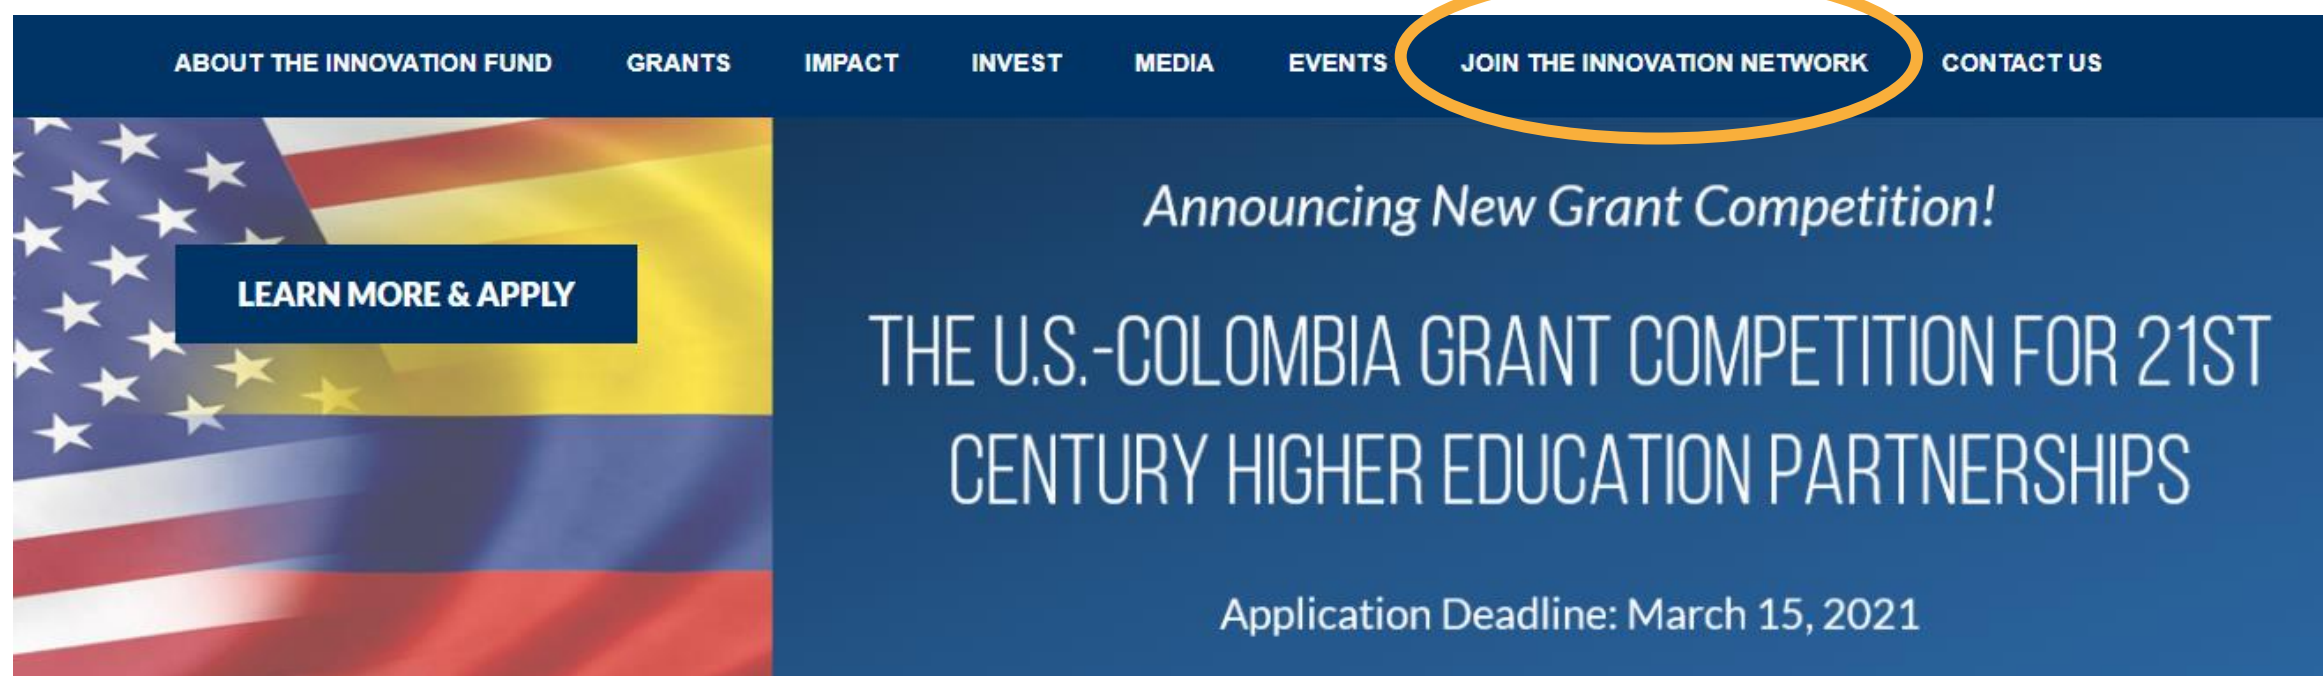 ABOUT THE INNOVATION FUND GRANTS IMPACT INVEST MEDIA EVENTS JOIN THE INNOVATION NETWORK CONTACT US
Announcing New Grant Competition!
LEARN MORE & APPLY
THE U.S.-COLOMBIA GRANT COMPETITION FOR 21ST
CENTURY HIGHER EDUCATION PARTNERSHIPS
Application Deadline: March 15, 2021